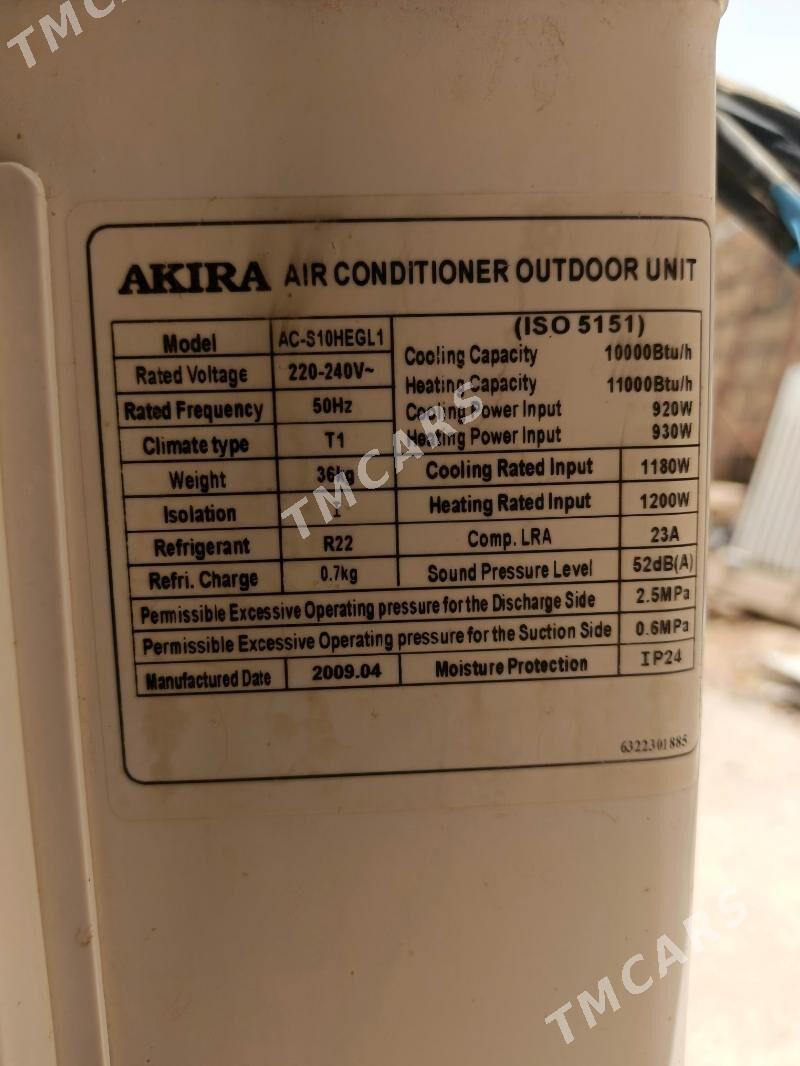 TMCARS
AKIRA AIR CONDITIONER OUTDOOR UNIT
Model AC-S10HEGL1
Rated Voltage 220-240V~
Rated Frequency 50Hz
Climate type T1
Weight 36kg
Isolation I
Refrigerant R22
Refri. Charge 0.7kg
(ISO 5151)
Cooling Capacity 10000Btu/h
Heating Capacity 11000Btu/h
Cooling Power Input 920W
Heating Power Input 930W
Cooling Rated Input 1180W
Heating Rated Input 1200W
Comp. LRA 23A
Sound Pressure Level 52dB(A)
Permissible Excessive Operating pressure for the Discharge Side 2.5MPa
Permissible Excessive Operating pressure for the Suction Side 0.6MPa
Manufactured Date 2009.04 Moisture Protection IP24
6322301885
TMCARS
TMCARS